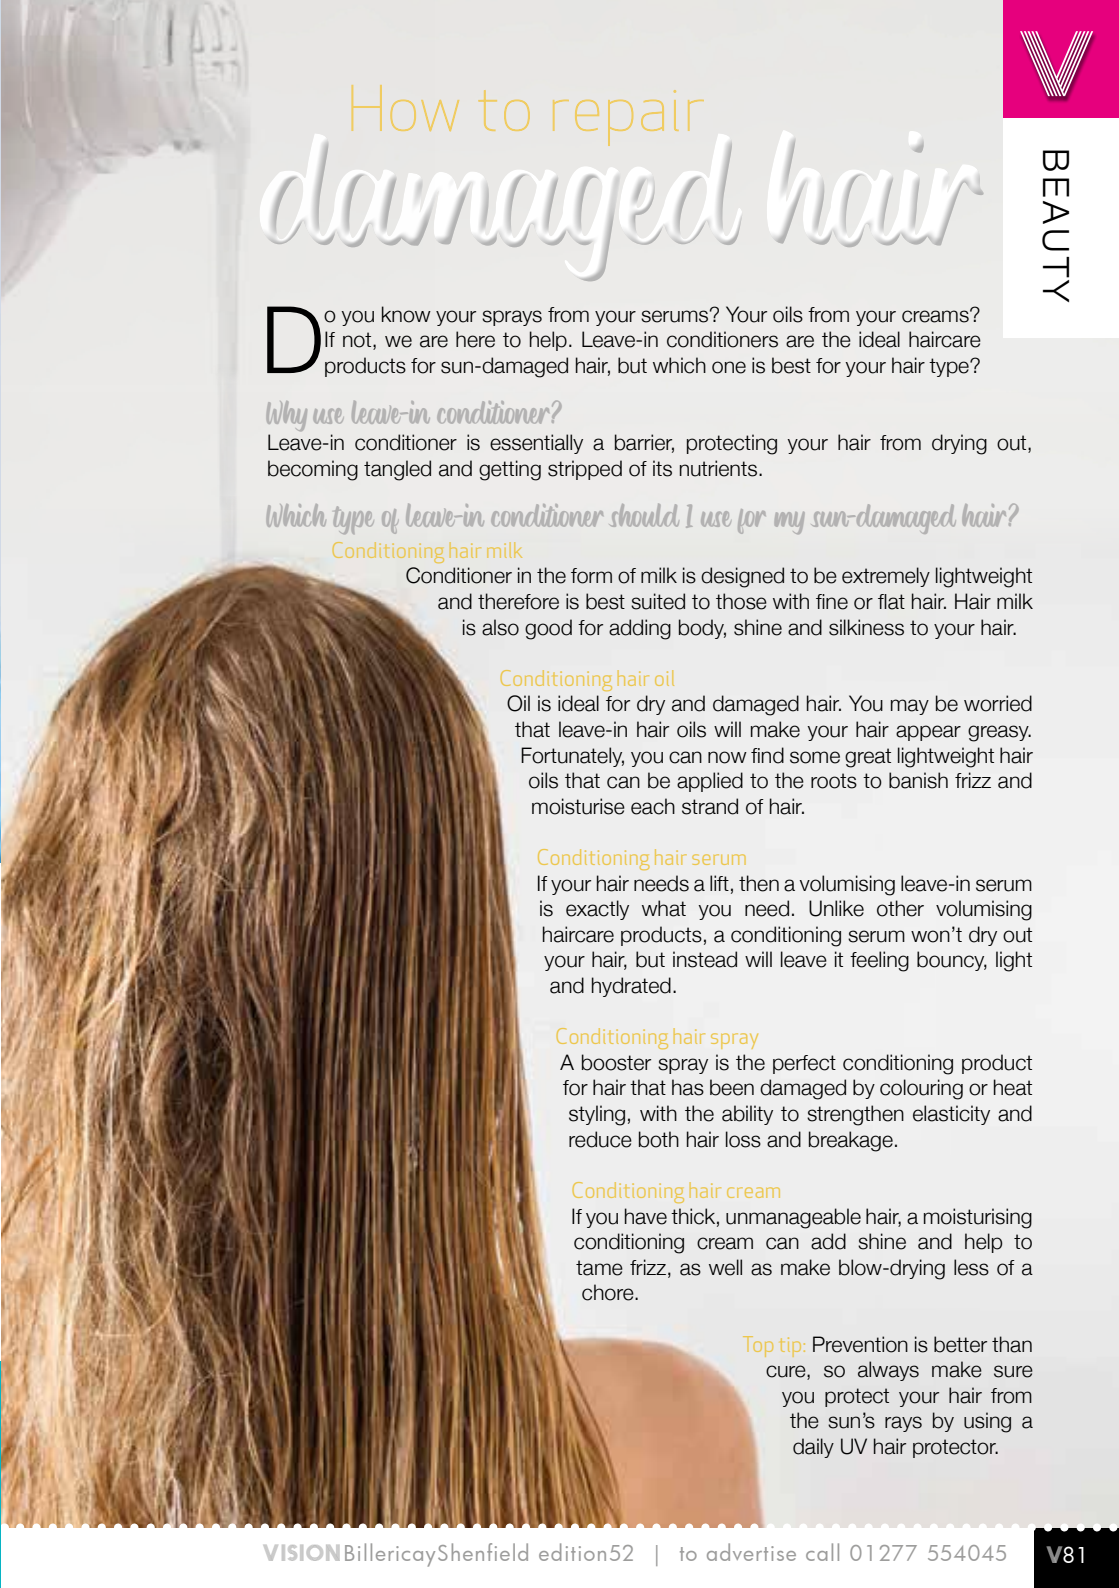 V
BEAUTY
How to repair
damaged hair
Do you know your sprays from your serums? Your oils from your creams?
If not, we are here to help. Leave-in conditioners are the ideal haircare
products for sun-damaged hair, but which one is best for your hair type?
Why use leave-in conditioner?
Leave-in conditioner is essentially a barrier, protecting your hair from drying out,
becoming tangled and getting stripped of its nutrients.
Which type of leave-in conditioner should I use for my sun-damaged hair?
Conditioning hair milk
Conditioner in the form of milk is designed to be extremely lightweight
and therefore is best suited to those with fine or flat hair. Hair milk
is also good for adding body, shine and silkiness to your hair.
Conditioning hair oil
Oil is ideal for dry and damaged hair. You may be worried
that leave-in hair oils will make your hair appear greasy.
Fortunately, you can now find some great lightweight hair
oils that can be applied to the roots to banish frizz and
moisturise each strand of hair.
Conditioning hair serum
If your hair needs a lift, then a volumising leave-in serum
is exactly what you need. Unlike other volumising
haircare products, a conditioning serum won't dry out
your hair, but instead will leave it feeling bouncy, light
and hydrated.
Conditioning hair spray
A booster spray is the perfect conditioning product
for hair that has been damaged by colouring or heat
styling, with the ability to strengthen elasticity and
reduce both hair loss and breakage.
Conditioning hair cream
If you have thick, unmanageable hair, a moisturising
conditioning cream can add shine and help to
tame frizz, as well as make blow-drying less of a
chore.
Top tip: Prevention is better than
cure, so always make sure
you protect your hair from
the sun's rays by using a
daily UV hair protector.
VISIONBillericayShenfield edition52 | to advertise call 01277 554045
V81